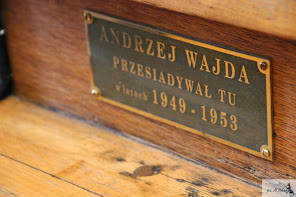 ANDRZEJ WAJDA
PRZESIADYWAŁ TU
w latach 1949 - 1953